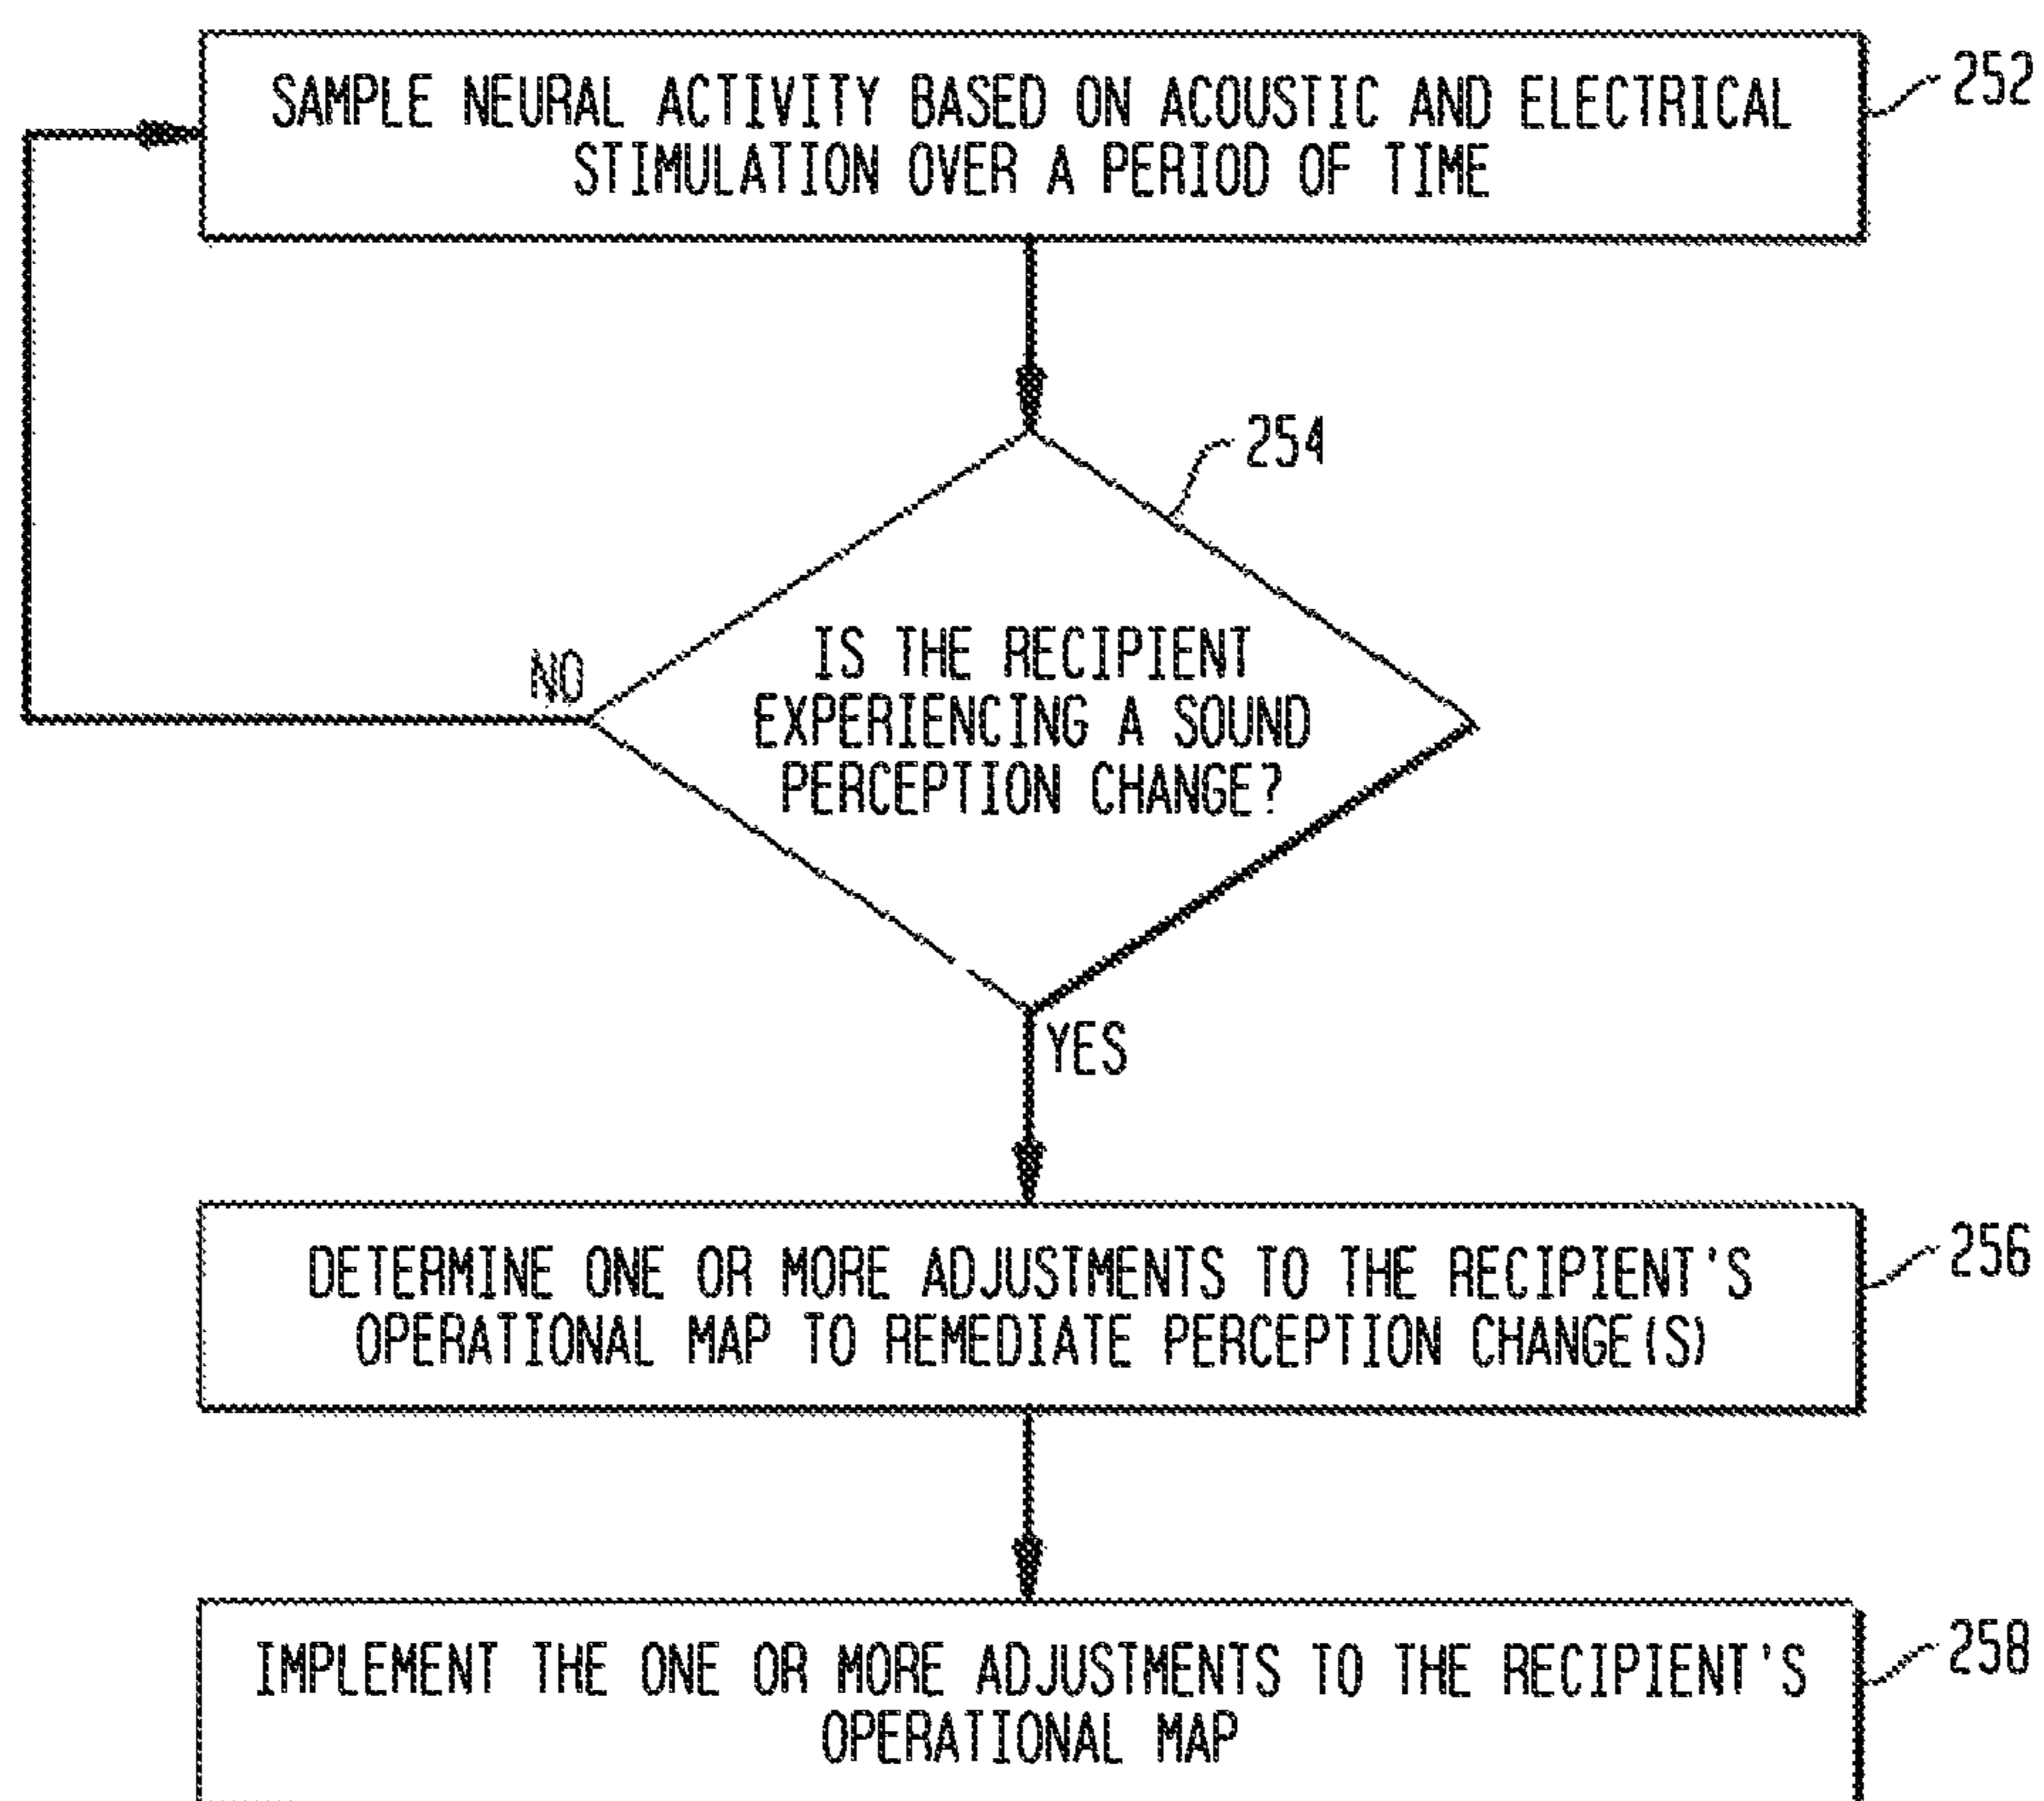 SAMPLE NEURAL ACTIVITY BASED ON ACOUSTIC AND ELECTRICAL
STIMULATION OVER A PERIOD OF TIME
252
254
IS THE RECIPIENT
EXPERIENCING A SOUND
PERCEPTION CHANGE?
NO
YES
DETERMINE ONE OR MORE ADJUSTMENTS TO THE RECIPIENT'S
OPERATIONAL MAP TO REMEDIATE PERCEPTION CHANGE(S)
256
IMPLEMENT THE ONE OR MORE ADJUSTMENTS TO THE RECIPIENT'S
OPERATIONAL MAP
258